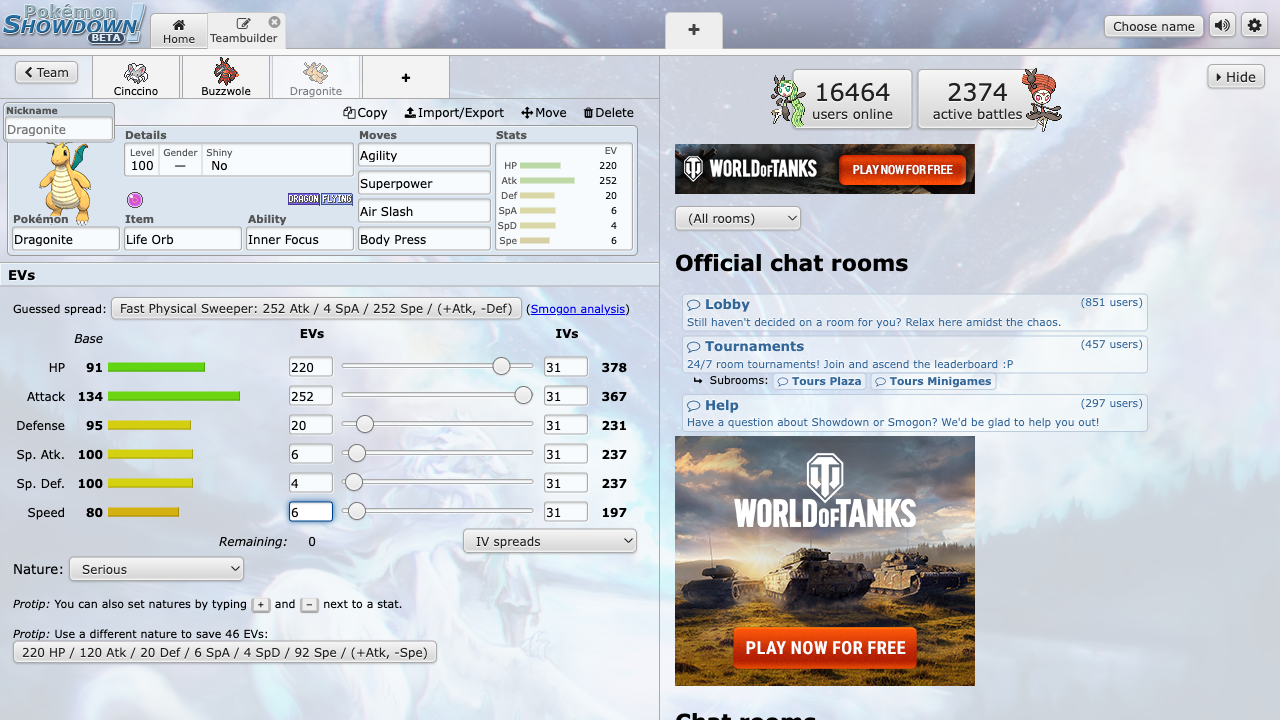 Pokémon
SHOWDOWN!
BETA
Home
Teambuilder
+
Choose name
Team
Cinccino
Buzzwole
Dragonite
+
Hide
Nickname
Dragonite
Copy
Import/Export
Move
Delete
Details
Level
100
Gender
—
Shiny
No
DRAGON
FLYING
Pokémon
Dragonite
Item
Life Orb
Ability
Inner Focus
Moves
Agility
Superpower
Air Slash
Body Press
Stats
EV
HP 220
Atk 252
Def 20
SpA 6
SpD 4
Spe 6
EVs
Guessed spread: Fast Physical Sweeper: 252 Atk / 4 SpA / 252 Spe / (+Atk, -Def) (Smogon analysis)
Base EVs IVs
HP 91 220 31 378
Attack 134 252 31 367
Defense 95 20 31 231
Sp. Atk. 100 6 31 237
Sp. Def. 100 4 31 237
Speed 80 6 31 197
Remaining: 0
IV spreads
Nature: Serious
Protip: You can also set natures by typing + and − next to a stat.
Protip: Use a different nature to save 46 EVs:
220 HP / 120 Atk / 20 Def / 6 SpA / 4 SpD / 92 Spe / (+Atk, -Spe)
16464
users online
2374
active battles
WORLD OF TANKS
PLAY NOW FOR FREE
(All rooms)
Official chat rooms
Lobby (851 users)
Still haven't decided on a room for you? Relax here amidst the chaos.
Tournaments (457 users)
24/7 room tournaments! Join and ascend the leaderboard :P
Subrooms: Tours Plaza Tours Minigames
Help (297 users)
Have a question about Showdown or Smogon? We'd be glad to help you out!
WORLD OF TANKS
PLAY NOW FOR FREE
Chat rooms